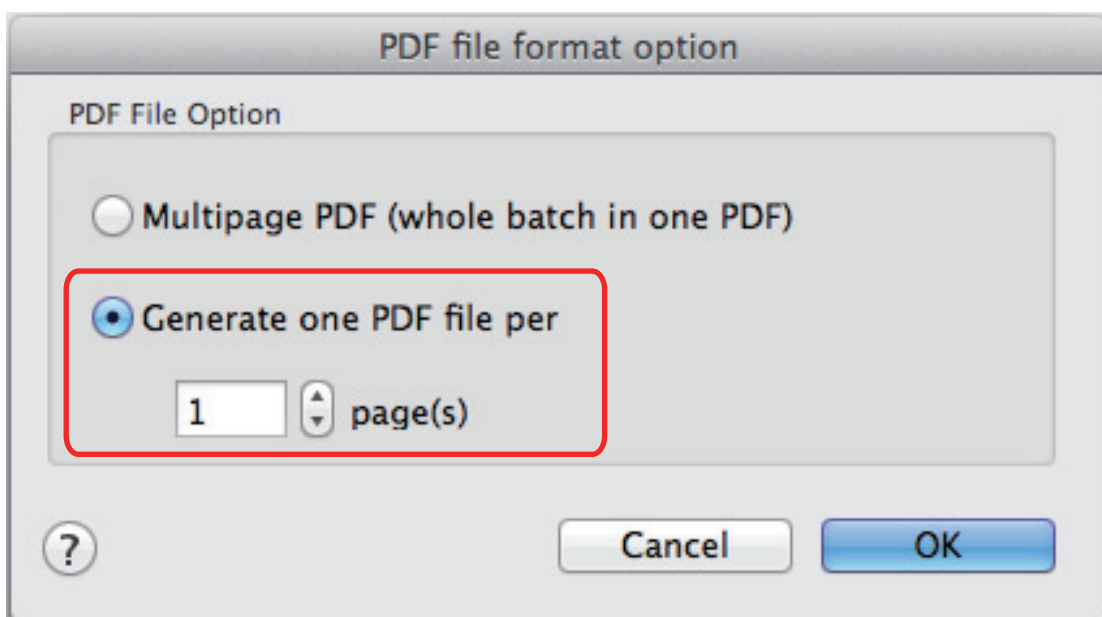 PDF file format option
PDF File Option
Multipage PDF (whole batch in one PDF)
Generate one PDF file per
1 page(s)
?
Cancel OK